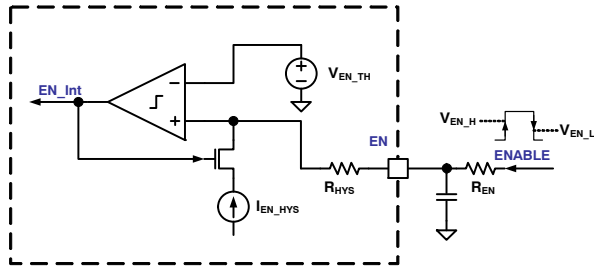 EN_Int
−
+
V_EN_TH
+
−
I_EN_HYS
R_HYS
EN
V_EN_H
V_EN_L
ENABLE
R_EN